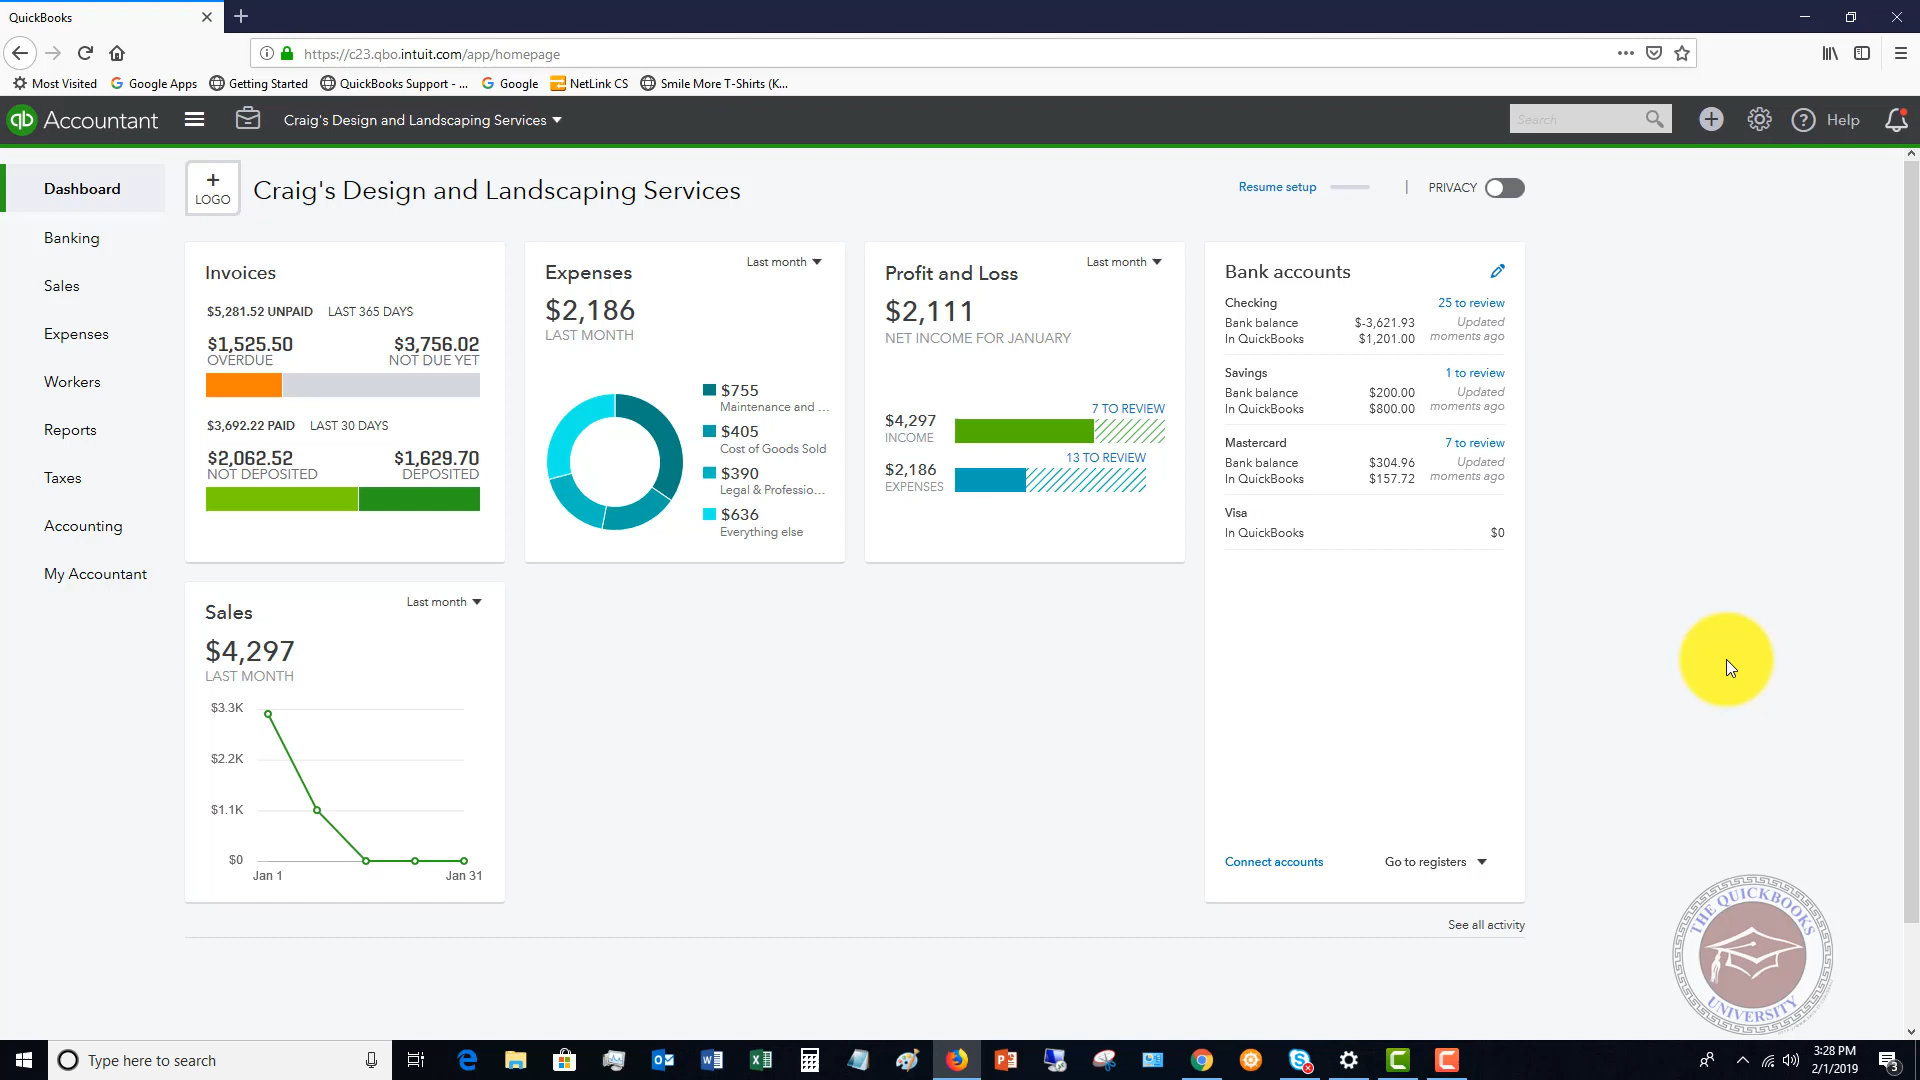 QuickBooks
https://c23.qbo.intuit.com/app/homepage
Most Visited Google Apps Getting Started QuickBooks Support - ... Google NetLink CS Smile More T-Shirts (K...
qb Accountant Craig's Design and Landscaping Services Search Help
Dashboard
Banking
Sales
Expenses
Workers
Reports
Taxes
Accounting
My Accountant
+ LOGO
Craig's Design and Landscaping Services
Resume setup | PRIVACY
Invoices
$5,281.52 UNPAID LAST 365 DAYS
$1,525.50 $3,756.02
OVERDUE NOT DUE YET
$3,692.22 PAID LAST 30 DAYS
$2,062.52 $1,629.70
NOT DEPOSITED DEPOSITED
Expenses Last month
$2,186
LAST MONTH
$755
Maintenance and ...
$405
Cost of Goods Sold
$390
Legal & Professio...
$636
Everything else
Profit and Loss Last month
$2,111
NET INCOME FOR JANUARY
7 TO REVIEW
$4,297
INCOME
13 TO REVIEW
$2,186
EXPENSES
Bank accounts
Checking 25 to review
Bank balance $-3,621.93 Updated
In QuickBooks $1,201.00 moments ago
Savings 1 to review
Bank balance $200.00 Updated
In QuickBooks $800.00 moments ago
Mastercard 7 to review
Bank balance $304.96 Updated
In QuickBooks $157.72 moments ago
Visa
In QuickBooks $0
Connect accounts Go to registers
Sales Last month
$4,297
LAST MONTH
$3.3K
$2.2K
$1.1K
$0
Jan 1 Jan 31
See all activity
THE QUICKBOOKS
UNIVERSITY
Type here to search
3:28 PM
2/1/2019
3